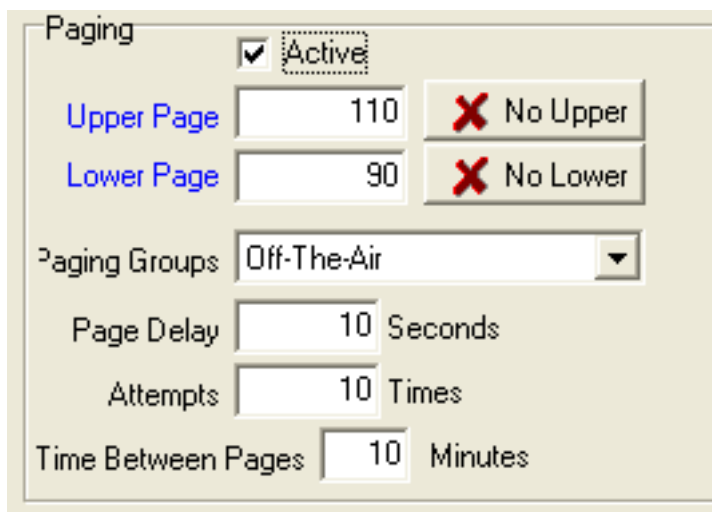 Paging
Active
Upper Page 110 No Upper
Lower Page 90 No Lower
Paging Groups Off-The-Air
Page Delay 10 Seconds
Attempts 10 Times
Time Between Pages 10 Minutes